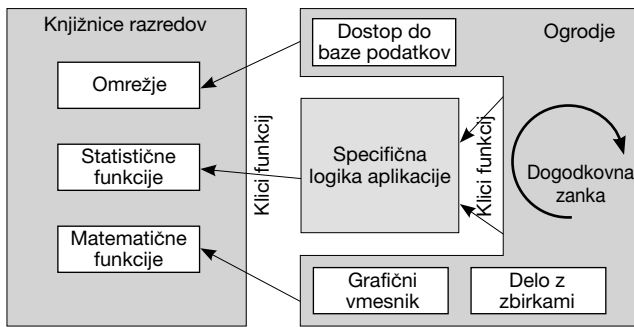 Knjižnice razredov
Omrežje
Statistične
funkcije
Matematične
funkcije
Klici funkcij
Dostop do
baze podatkov
Ogrodje
Specifična
logika aplikacije
Klici funkcij
Dogodkovna
zanka
Grafični
vmesnik
Delo z
zbirkami